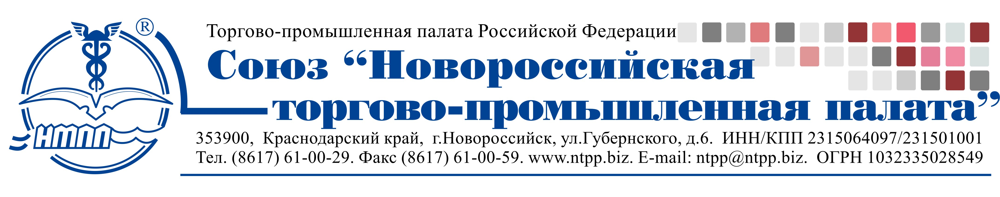 ®
Торгово-промышленная палата Российской Федерации
Союз “Новороссийская
торгово-промышленная палата”
НТПП
353900, Краснодарский край, г.Новороссийск, ул.Губернского, д.6. ИНН/КПП 2315064097/231501001
Тел. (8617) 61-00-29. Факс (8617) 61-00-59. www.ntpp.biz. E-mail: ntpp@ntpp.biz. ОГРН 1032335028549